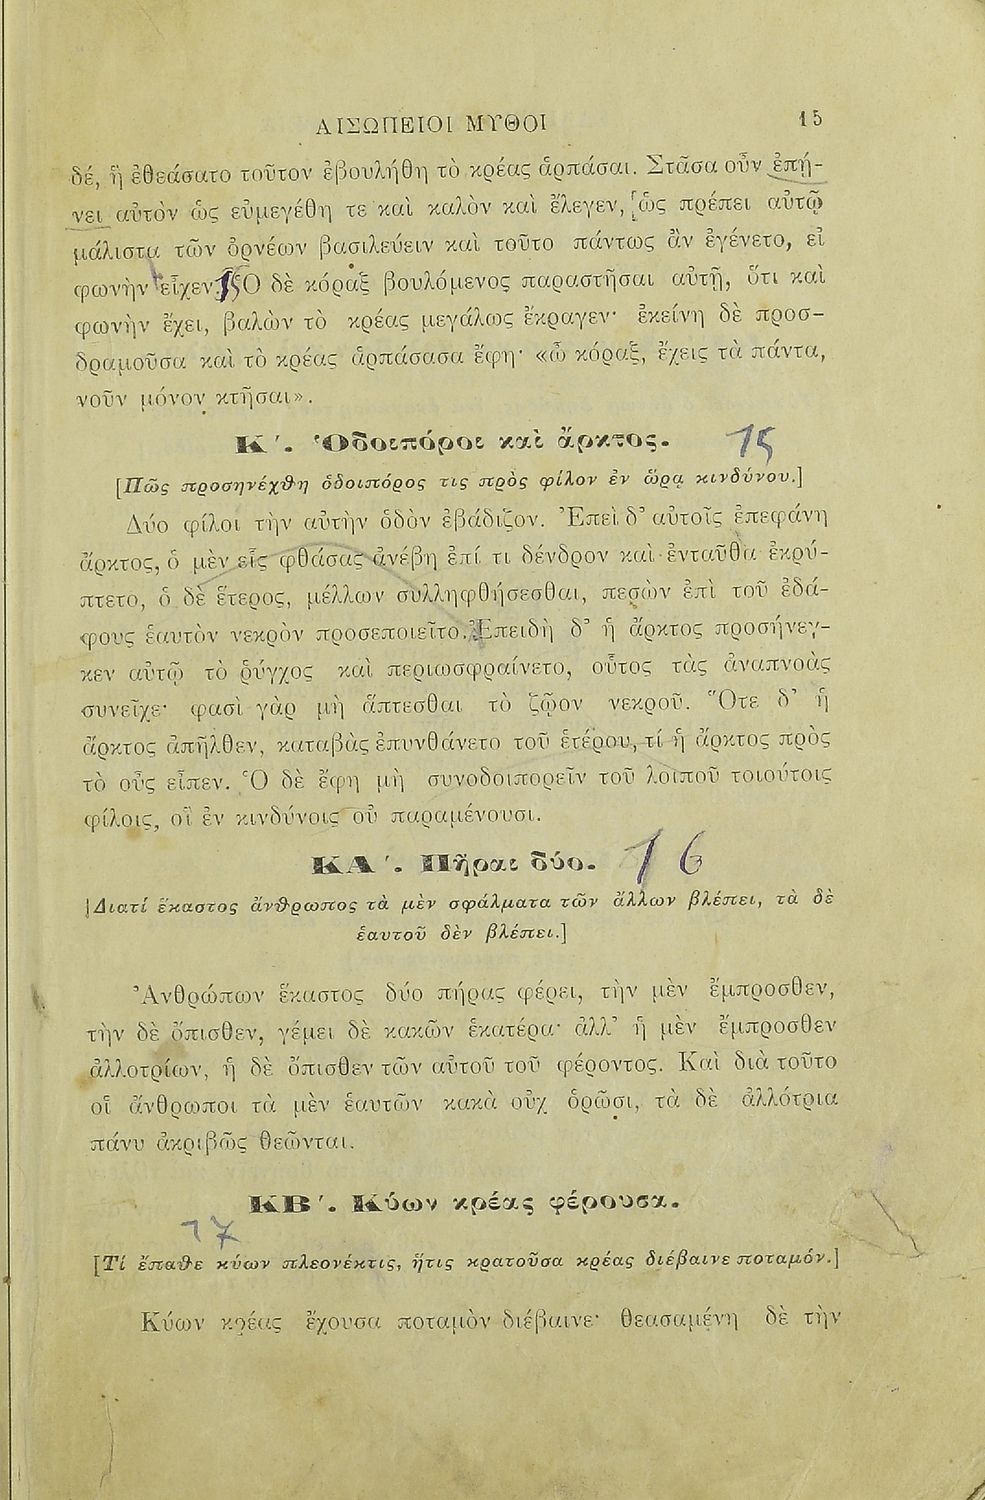 ΑΙΣΩΠΕΙΟΙ ΜΥΘΟΙ 15
δέ, ἣ ἐθεάσατο τοῦτον ἐβουλήθη τὸ κρέας ἁρπάσαι. Στᾶσα οὖν ἐπῄ-
νει αὐτὸν ὡς εὐμεγέθη τε καὶ καλὸν καὶ ἔλεγεν, [ὡς πρέπει αὐτῷ
μάλιστα τῶν ὀρνέων βασιλεύειν καὶ τοῦτο πάντως ἂν ἐγένετο, εἰ
φωνὴν εἶχεν. Ὁ δὲ κόραξ βουλόμενος παραστῆσαι αὐτῇ, ὅτι καὶ
φωνὴν ἔχει, βαλὼν τὸ κρέας μεγάλως ἔκραγεν· ἐκείνη δὲ προσ-
δραμοῦσα καὶ τὸ κρέας ἁρπάσασα ἔφη· «ὦ κόραξ, ἔχεις τὰ πάντα,
νοῦν μόνον κτῆσαι».
Κ΄. Ὁδοιπόροι καὶ ἄρκτος. 15
[Πῶς προσηνέχθη ὁδοιπόρος τις πρὸς φίλον ἐν ὥρᾳ κινδύνου.]
Δύο φίλοι τὴν αὐτὴν ὁδὸν ἐβάδιζον. Ἐπεὶ δ’ αὐτοῖς ἐπεφάνη
ἄρκτος, ὁ μὲν εἷς φθάσας ἀνέβη ἐπί τι δένδρον καὶ ἐνταῦθα ἐκρύ-
πτετο, ὁ δὲ ἕτερος, μέλλων συλληφθήσεσθαι, πεσὼν ἐπὶ τοῦ ἐδά-
φους ἑαυτὸν νεκρὸν προσεποιεῖτο. Ἐπειδὴ δ’ ἡ ἄρκτος προσήνεγ-
κεν αὐτῷ τὸ ῥύγχος καὶ περιωσφραίνετο, οὗτος τὰς ἀναπνοὰς
συνεῖχε· φασὶ γὰρ μὴ ἅπτεσθαι τὸ ζῷον νεκροῦ. Ὅτε δ’ ἡ
ἄρκτος ἀπῆλθεν, καταβὰς ἐπυνθάνετο τοῦ ἑτέρου, τί ἡ ἄρκτος πρὸς
τὸ οὖς εἶπεν. Ὁ δὲ ἔφη μὴ συνοδοιπορεῖν τοῦ λοιποῦ τοιούτοις
φίλοις, οἳ ἐν κινδύνοις οὐ παραμένουσι.
ΚΑ΄. Πῆραι δύο. 16
[Διατί ἕκαστος ἄνθρωπος τὰ μὲν σφάλματα τῶν ἄλλων βλέπει, τὰ δὲ
ἑαυτοῦ δὲν βλέπει.]
Ἀνθρώπων ἕκαστος δύο πήρας φέρει, τὴν μὲν ἔμπροσθεν,
τὴν δὲ ὄπισθεν, γέμει δὲ κακῶν ἑκατέρα· ἀλλ’ ἡ μὲν ἔμπροσθεν
ἀλλοτρίων, ἡ δὲ ὄπισθεν τῶν αὐτοῦ τοῦ φέροντος. Καὶ διὰ τοῦτο
οἱ ἄνθρωποι τὰ μὲν ἑαυτῶν κακὰ οὐχ ὁρῶσι, τὰ δὲ ἀλλότρια
πάνυ ἀκριβῶς θεῶνται.
ΚΒ΄. Κύων κρέας φέρουσα.
17
[Τί ἔπαθε κύων πλεονέκτις, ἥτις κρατοῦσα κρέας διέβαινε ποταμόν.]
Κύων κρέας ἔχουσα ποταμὸν διέβαινε· θεασαμένη δὲ τὴν